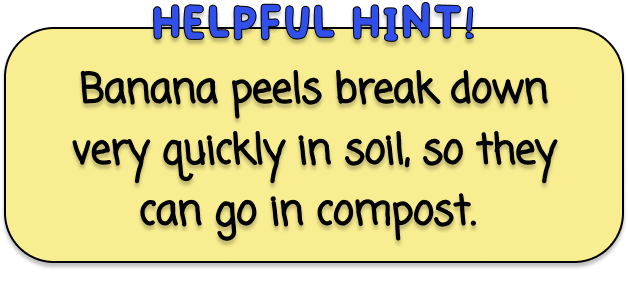 HELPFUL HINT!
Banana peels break down
very quickly in soil, so they
can go in compost.